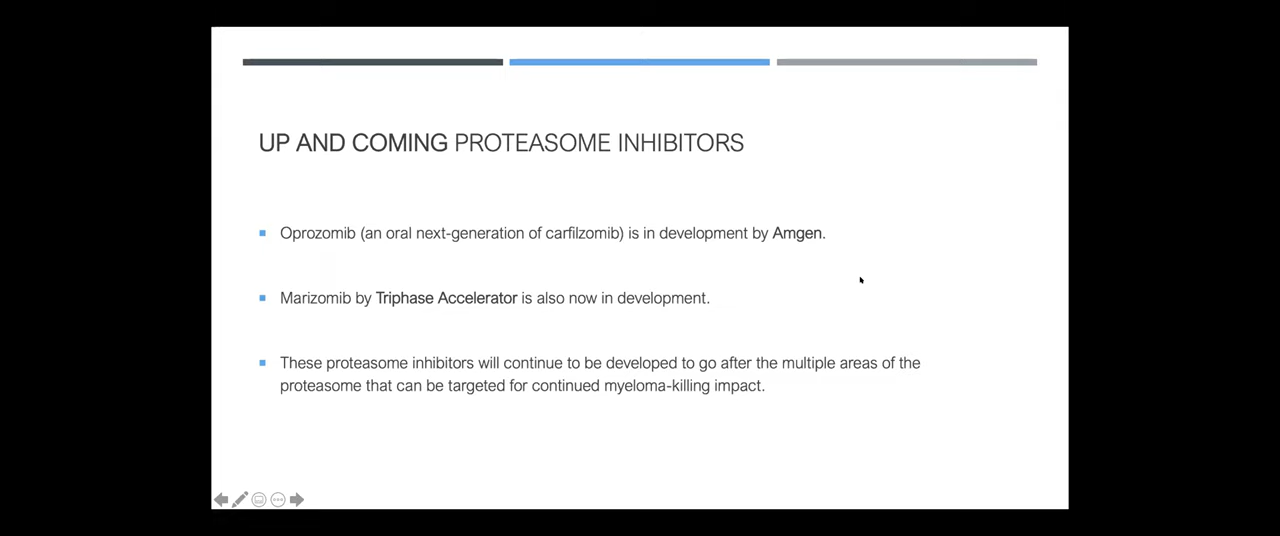 UP AND COMING PROTEASOME INHIBITORS
Oprozomib (an oral next-generation of carfilzomib) is in development by Amgen.
Marizomib by Triphase Accelerator is also now in development.
These proteasome inhibitors will continue to be developed to go after the multiple areas of the
proteasome that can be targeted for continued myeloma-killing impact.